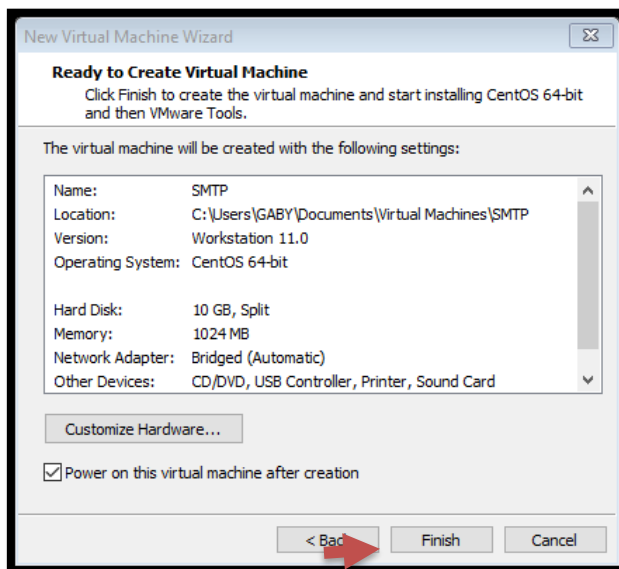 New Virtual Machine Wizard
Ready to Create Virtual Machine
Click Finish to create the virtual machine and start installing CentOS 64-bit
and then VMware Tools.
The virtual machine will be created with the following settings:
Name: SMTP
Location: C:\Users\GABY\Documents\Virtual Machines\SMTP
Version: Workstation 11.0
Operating System: CentOS 64-bit
Hard Disk: 10 GB, Split
Memory: 1024 MB
Network Adapter: Bridged (Automatic)
Other Devices: CD/DVD, USB Controller, Printer, Sound Card
Customize Hardware...
Power on this virtual machine after creation
< Back Finish Cancel